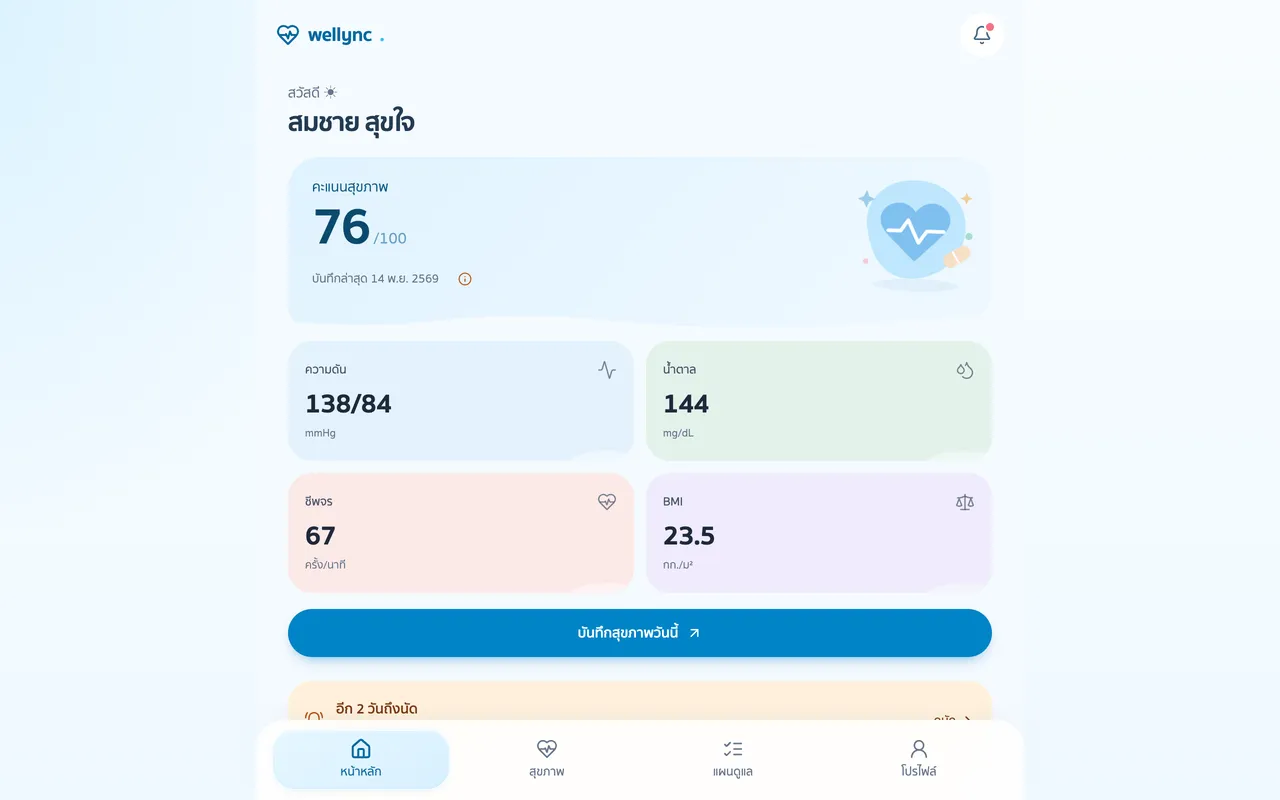 wellync .
สวัสดี ☀
สมชาย สุขใจ
คะแนนสุขภาพ
76 /100
บันทึกล่าสุด 14 พ.ย. 2569
ความดัน
138/84
mmHg
น้ำตาล
144
mg/dL
ชีพจร
67
ครั้ง/นาที
BMI
23.5
กก./ม²
บันทึกสุขภาพวันนี้
อีก 2 วันถึงนัด
หน้าหลัก
สุขภาพ
แผนดูแล
โปรไฟล์